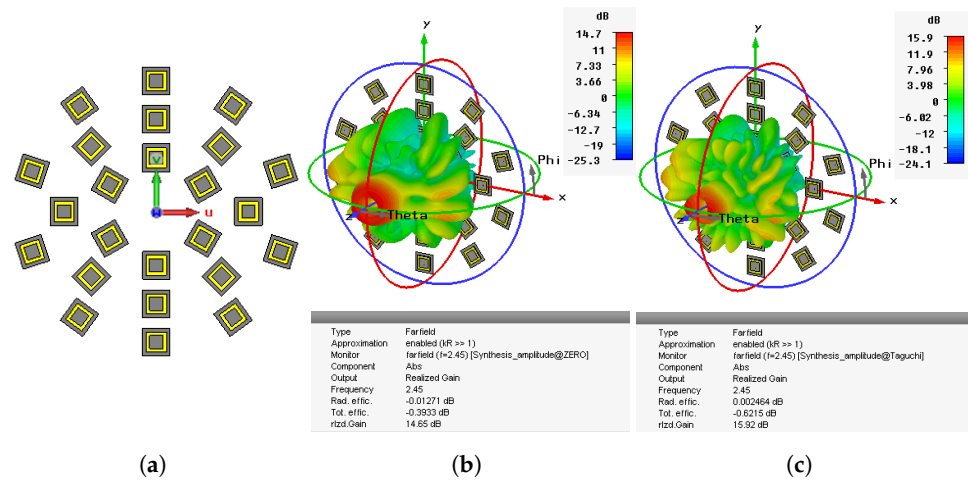 v
w
u
y
dB
14.7
11
7.33
3.66
0
-6.34
-12.7
-19
-25.3
Phi
x
z
Theta
Type Farfield
Approximation enabled (kR >> 1)
Monitor farfield (f=2.45) [Synthesis_amplitude@ZERO]
Component Abs
Output Realized Gain
Frequency 2.45
Rad. effic. -0.01271 dB
Tot. effic. -0.3933 dB
rlzd.Gain 14.65 dB
y
dB
15.9
11.9
7.96
3.98
0
-6.02
-12
-18.1
-24.1
Phi
x
z
Theta
Type Farfield
Approximation enabled (kR >> 1)
Monitor farfield (f=2.45) [Synthesis_amplitude@Taguchi]
Component Abs
Output Realized Gain
Frequency 2.45
Rad. effic. 0.002464 dB
Tot. effic. -0.6215 dB
rlzd.Gain 15.92 dB
(a) (b) (c)